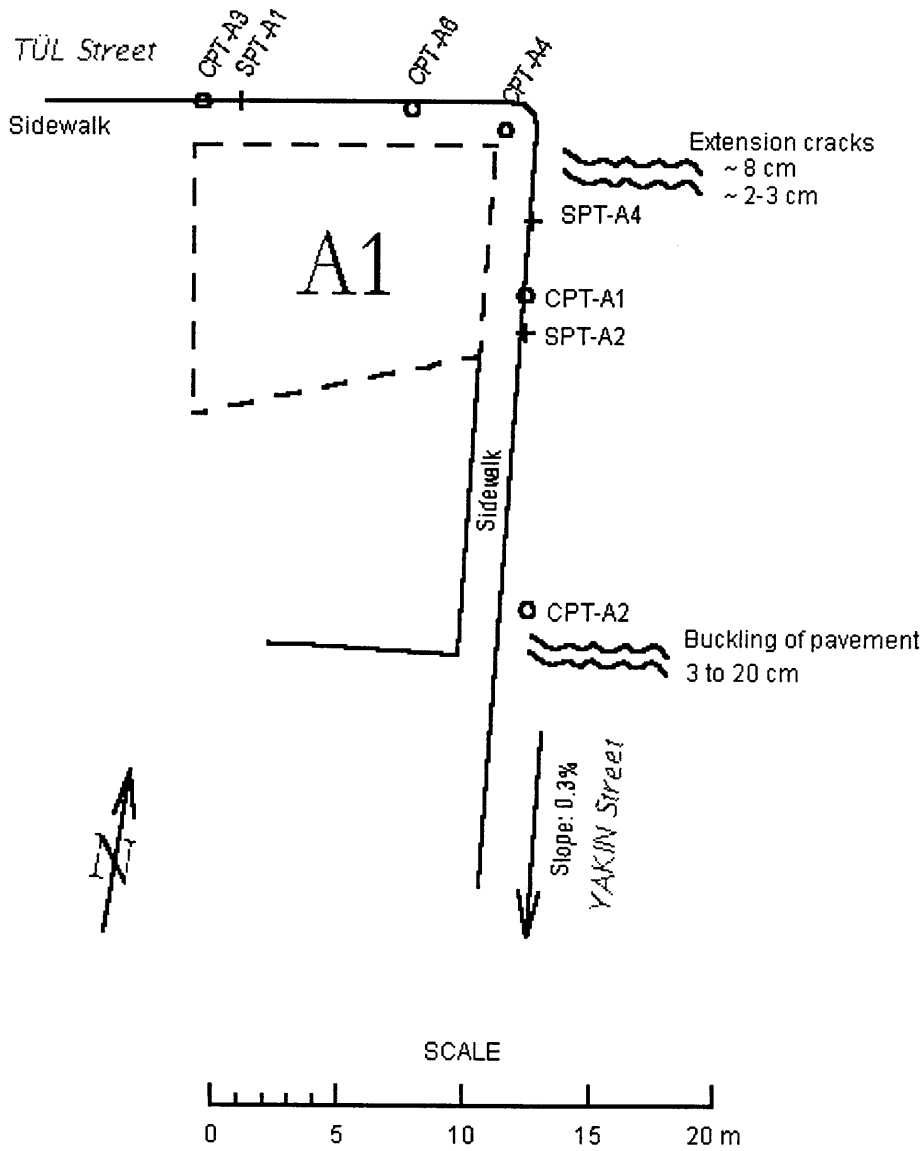 TÜL Street
CPT-A3
SPT-A1
CPT-A6
CPT-A4
Sidewalk
Extension cracks
~ 8 cm
~ 2-3 cm
SPT-A4
A1
CPT-A1
SPT-A2
Sidewalk
CPT-A2
Buckling of pavement
3 to 20 cm
Slope: 0.3%
YAKIN Street
N
SCALE
0 5 10 15 20 m